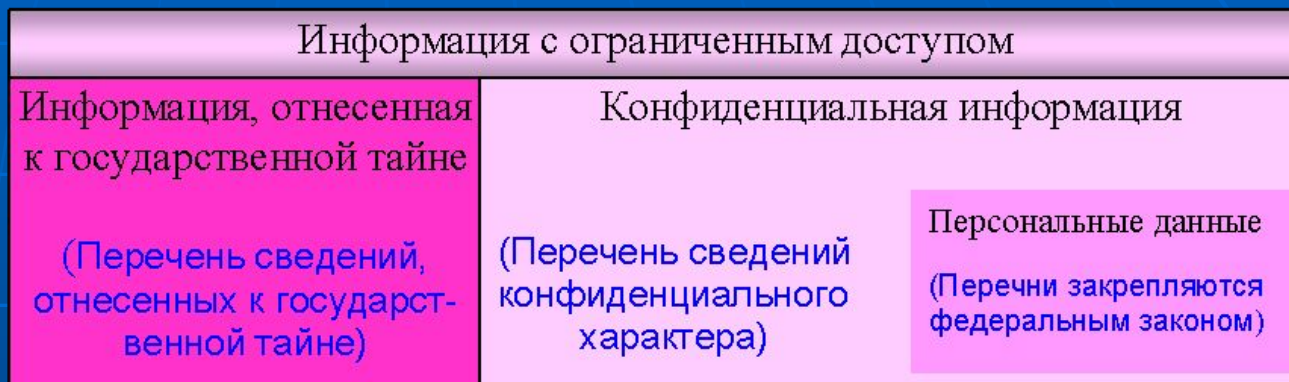 Информация с ограниченным доступом
Информация, отнесенная
к государственной тайне
(Перечень сведений,
отнесенных к государст-
венной тайне)
Конфиденциальная информация
(Перечень сведений
конфиденциального
характера)
Персональные данные
(Перечни закрепляются
федеральным законом)